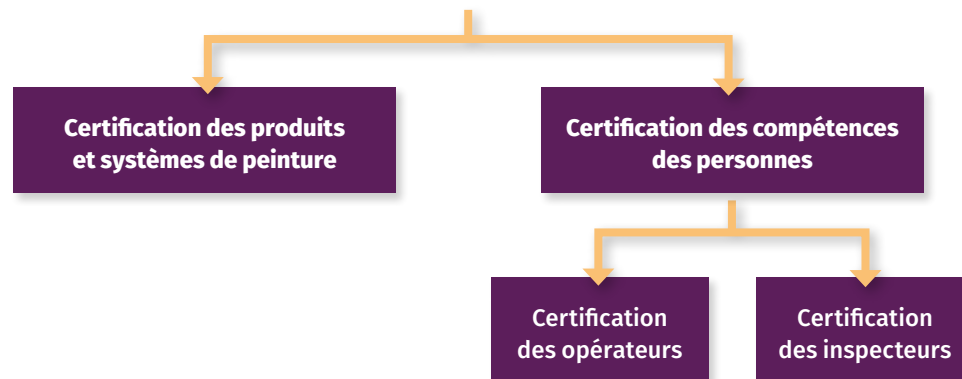 Certification des produits
et systèmes de peinture
Certification des compétences
des personnes
Certification
des opérateurs
Certification
des inspecteurs